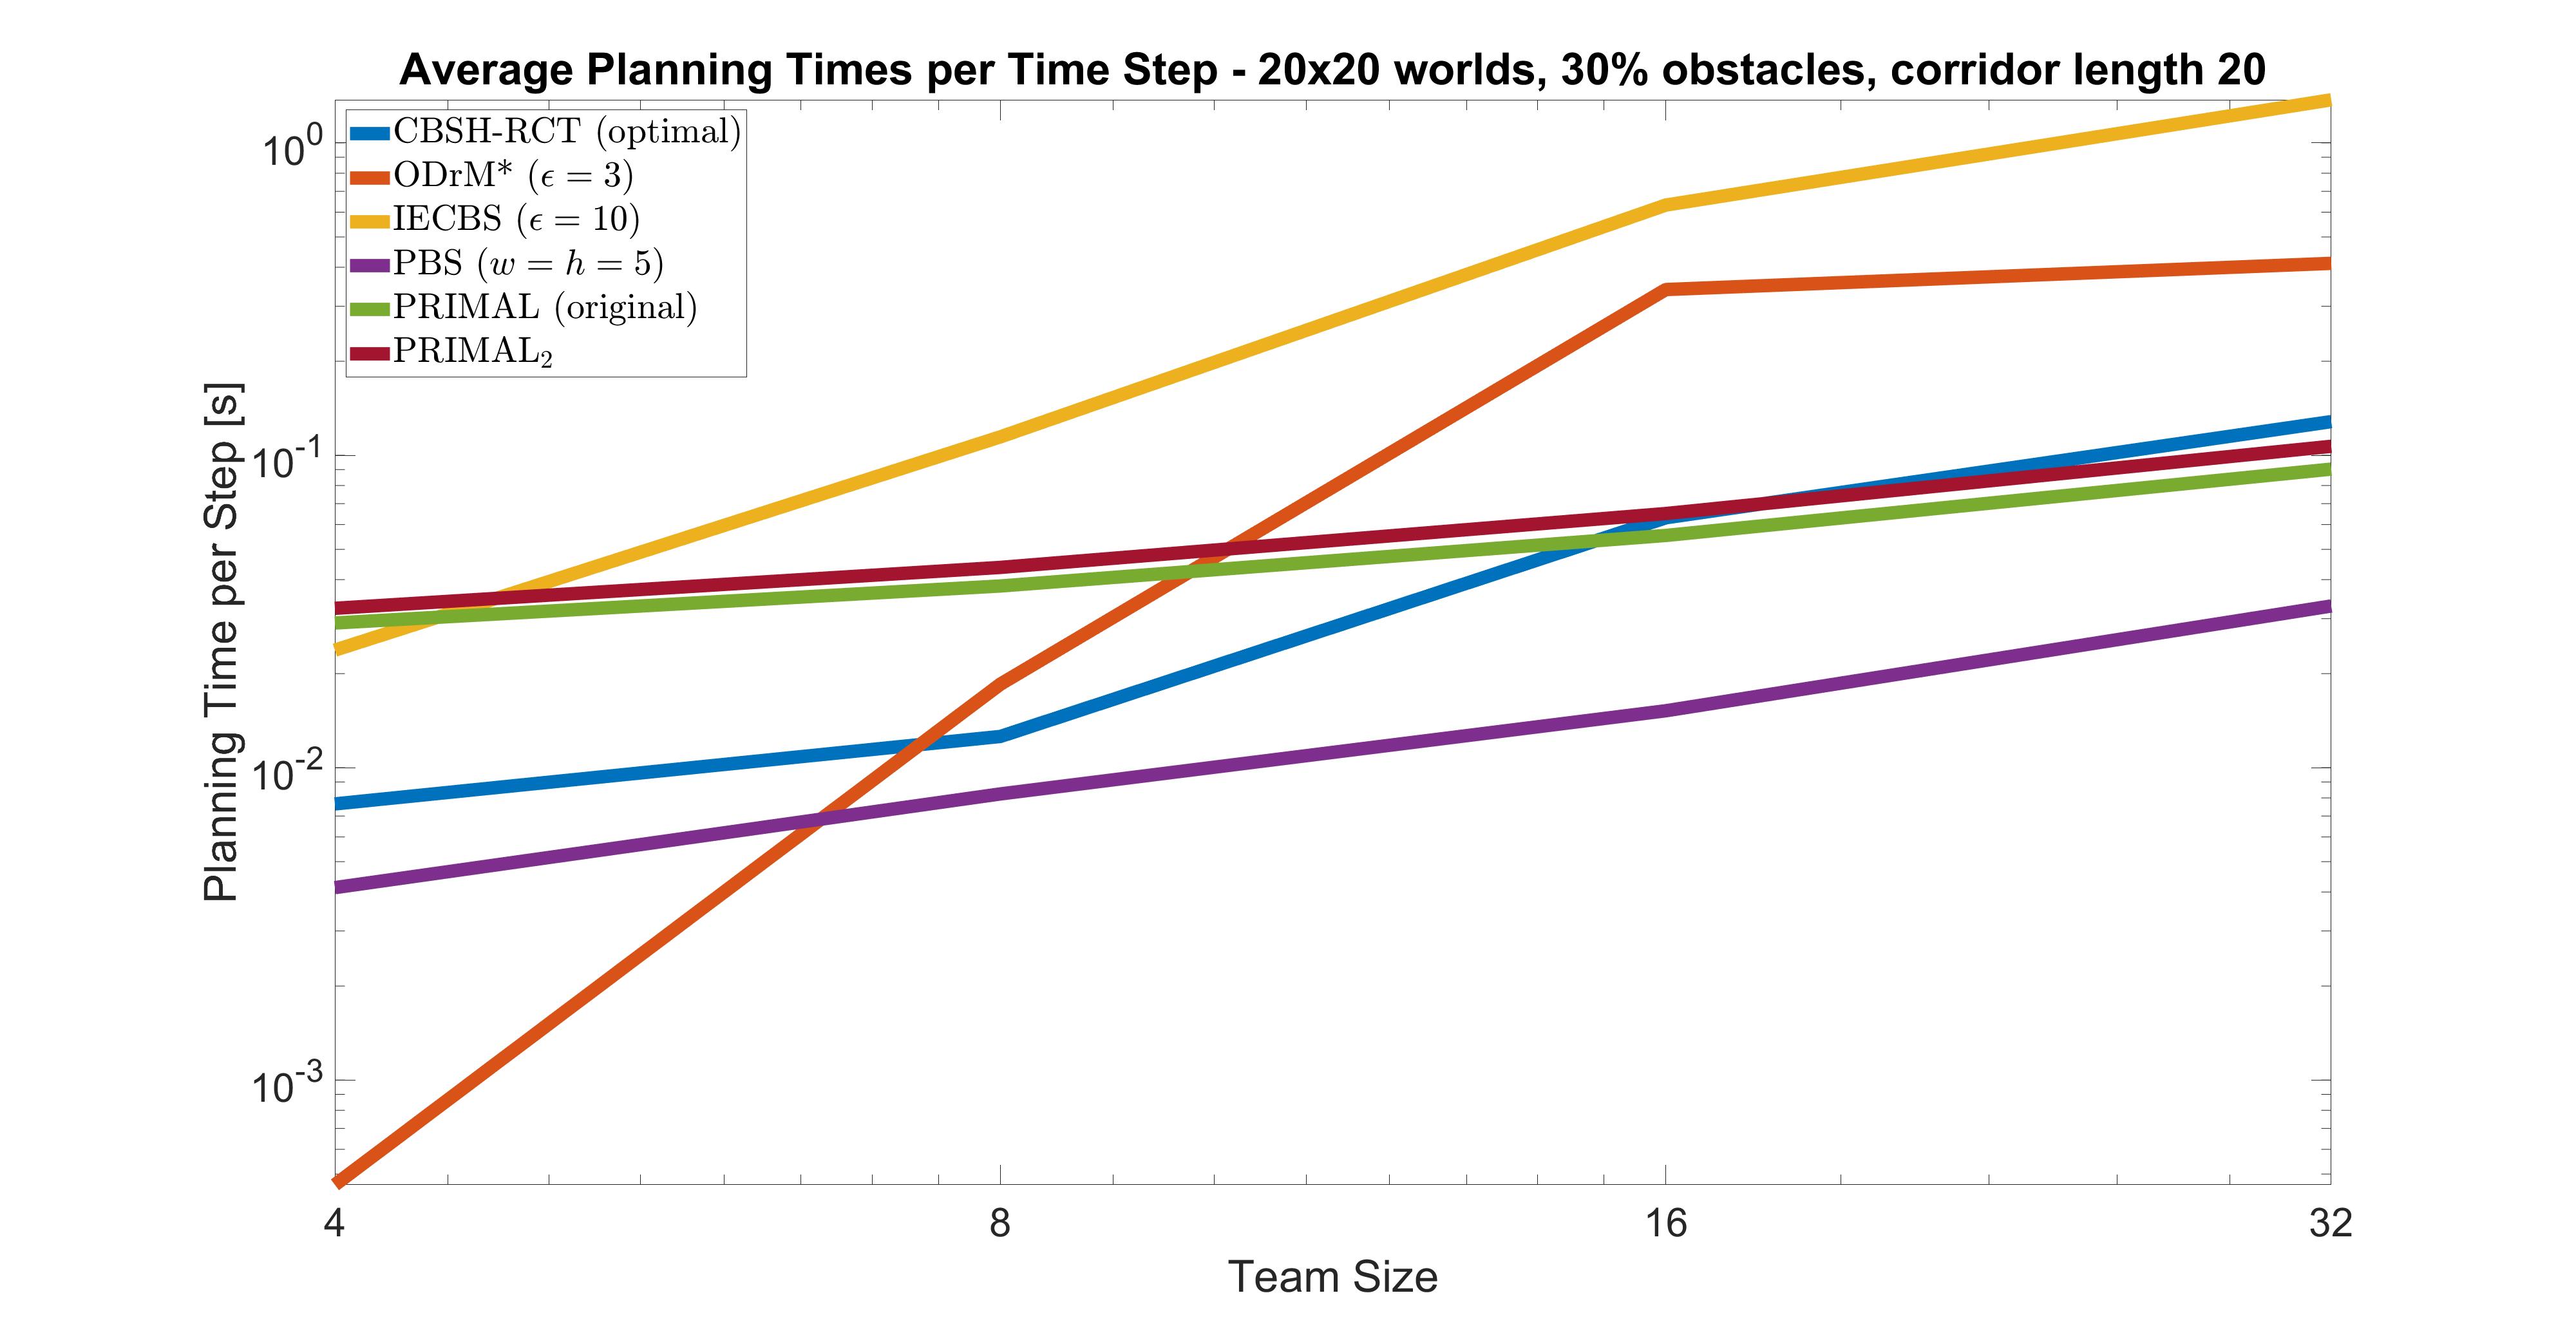 Average Planning Times per Time Step - 20x20 worlds, 30% obstacles, corridor length 20
CBSH-RCT (optimal)
ODrM* (ϵ = 3)
IECBS (ϵ = 10)
PBS (w = h = 5)
PRIMAL (original)
PRIMAL₂
Planning Time per Step [s]
10⁰
10⁻¹
10⁻²
10⁻³
4 8 16 32
Team Size